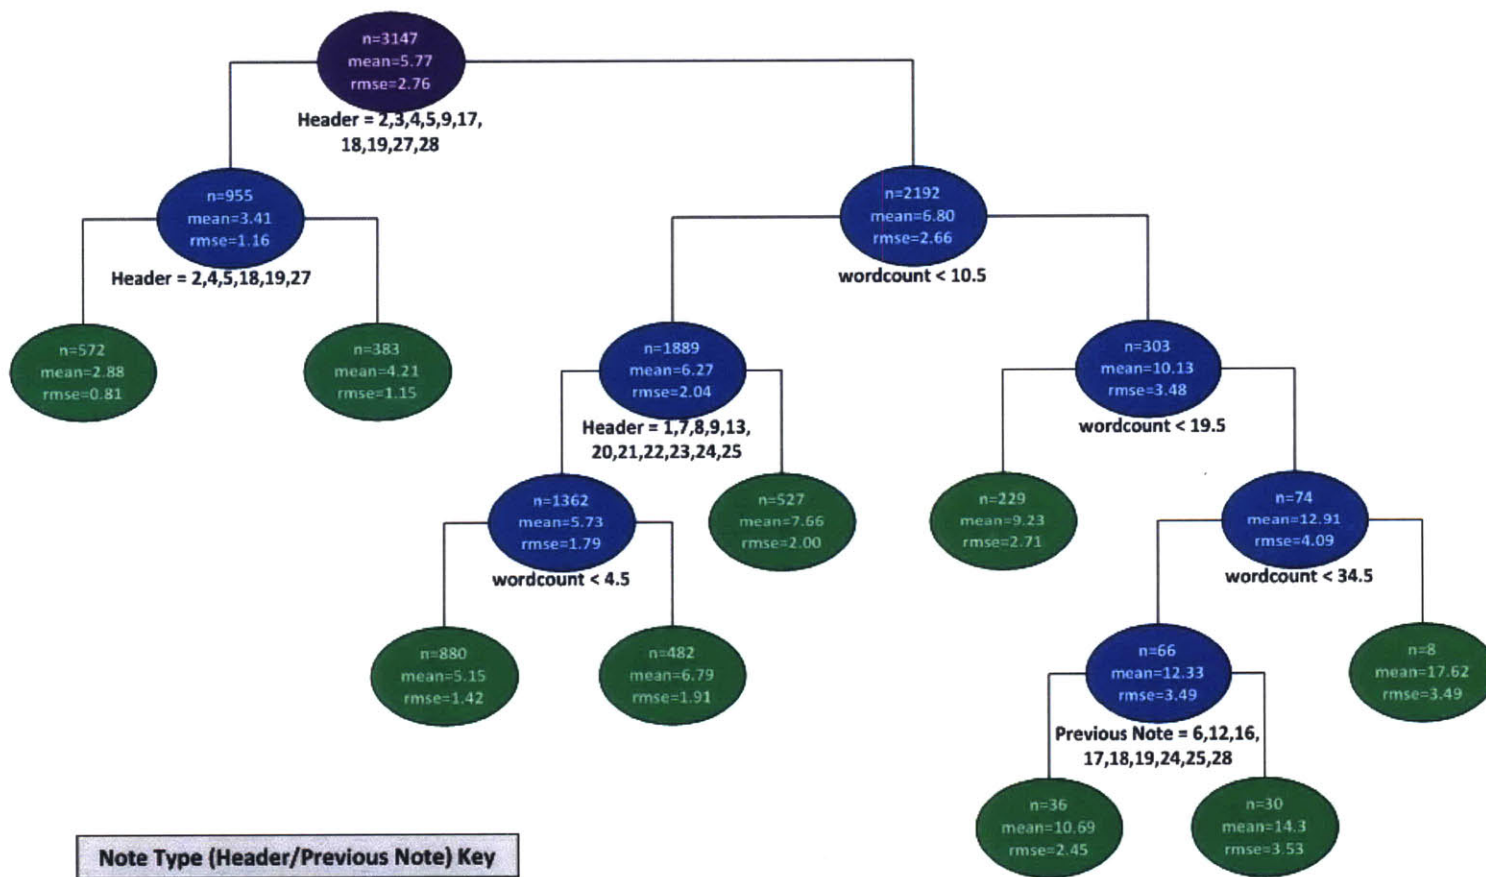 n=3147
mean=5.77
rmse=2.76
Header = 2,3,4,5,9,17,
18,19,27,28
n=955
mean=3.41
rmse=1.16
Header = 2,4,5,18,19,27
n=2192
mean=6.80
rmse=2.66
wordcount < 10.5
n=572
mean=2.88
rmse=0.81
n=383
mean=4.21
rmse=1.15
n=1889
mean=6.27
rmse=2.04
Header = 1,7,8,9,13,
20,21,22,23,24,25
n=303
mean=10.13
rmse=3.48
wordcount < 19.5
n=1362
mean=5.73
rmse=1.79
wordcount < 4.5
n=527
mean=7.66
rmse=2.00
n=229
mean=9.23
rmse=2.71
n=74
mean=12.91
rmse=4.09
wordcount < 34.5
n=880
mean=5.15
rmse=1.42
n=482
mean=6.79
rmse=1.91
n=66
mean=12.33
rmse=3.49
Previous Note = 6,12,16,
17,18,19,24,25,28
n=8
mean=17.62
rmse=3.49
n=36
mean=10.69
rmse=2.45
n=30
mean=14.3
rmse=3.53
Note Type (Header/Previous Note) Key